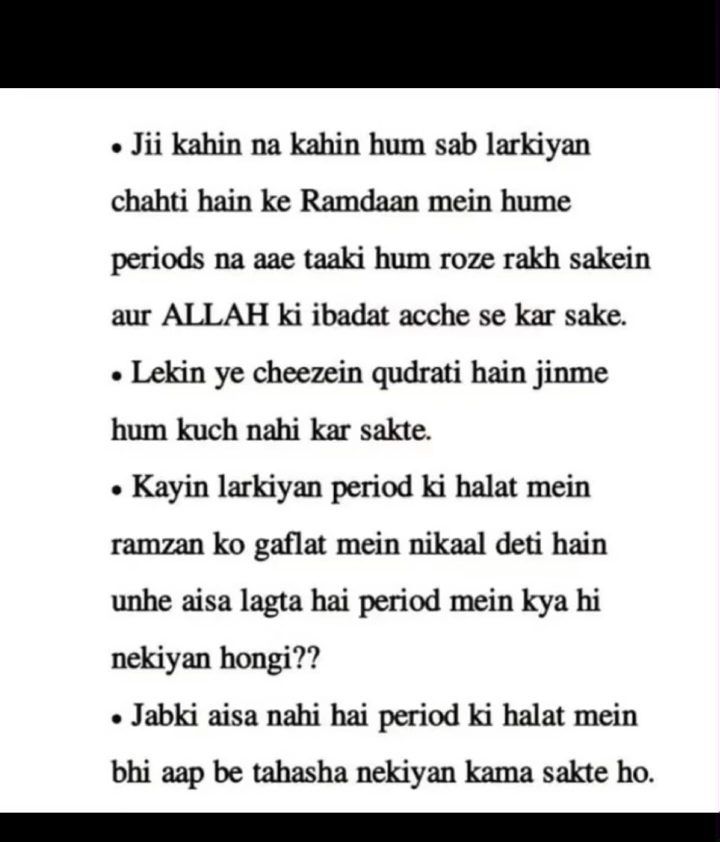 • Jii kahin na kahin hum sab larkiyan
chahti hain ke Ramdaan mein hume
periods na aae taaki hum roze rakh sakein
aur ALLAH ki ibadat acche se kar sake.
• Lekin ye cheezein qudrati hain jinme
hum kuch nahi kar sakte.
• Kayin larkiyan period ki halat mein
ramzan ko gaflat mein nikaal deti hain
unhe aisa lagta hai period mein kya hi
nekiyan hongi??
• Jabki aisa nahi hai period ki halat mein
bhi aap be tahasha nekiyan kama sakte ho.